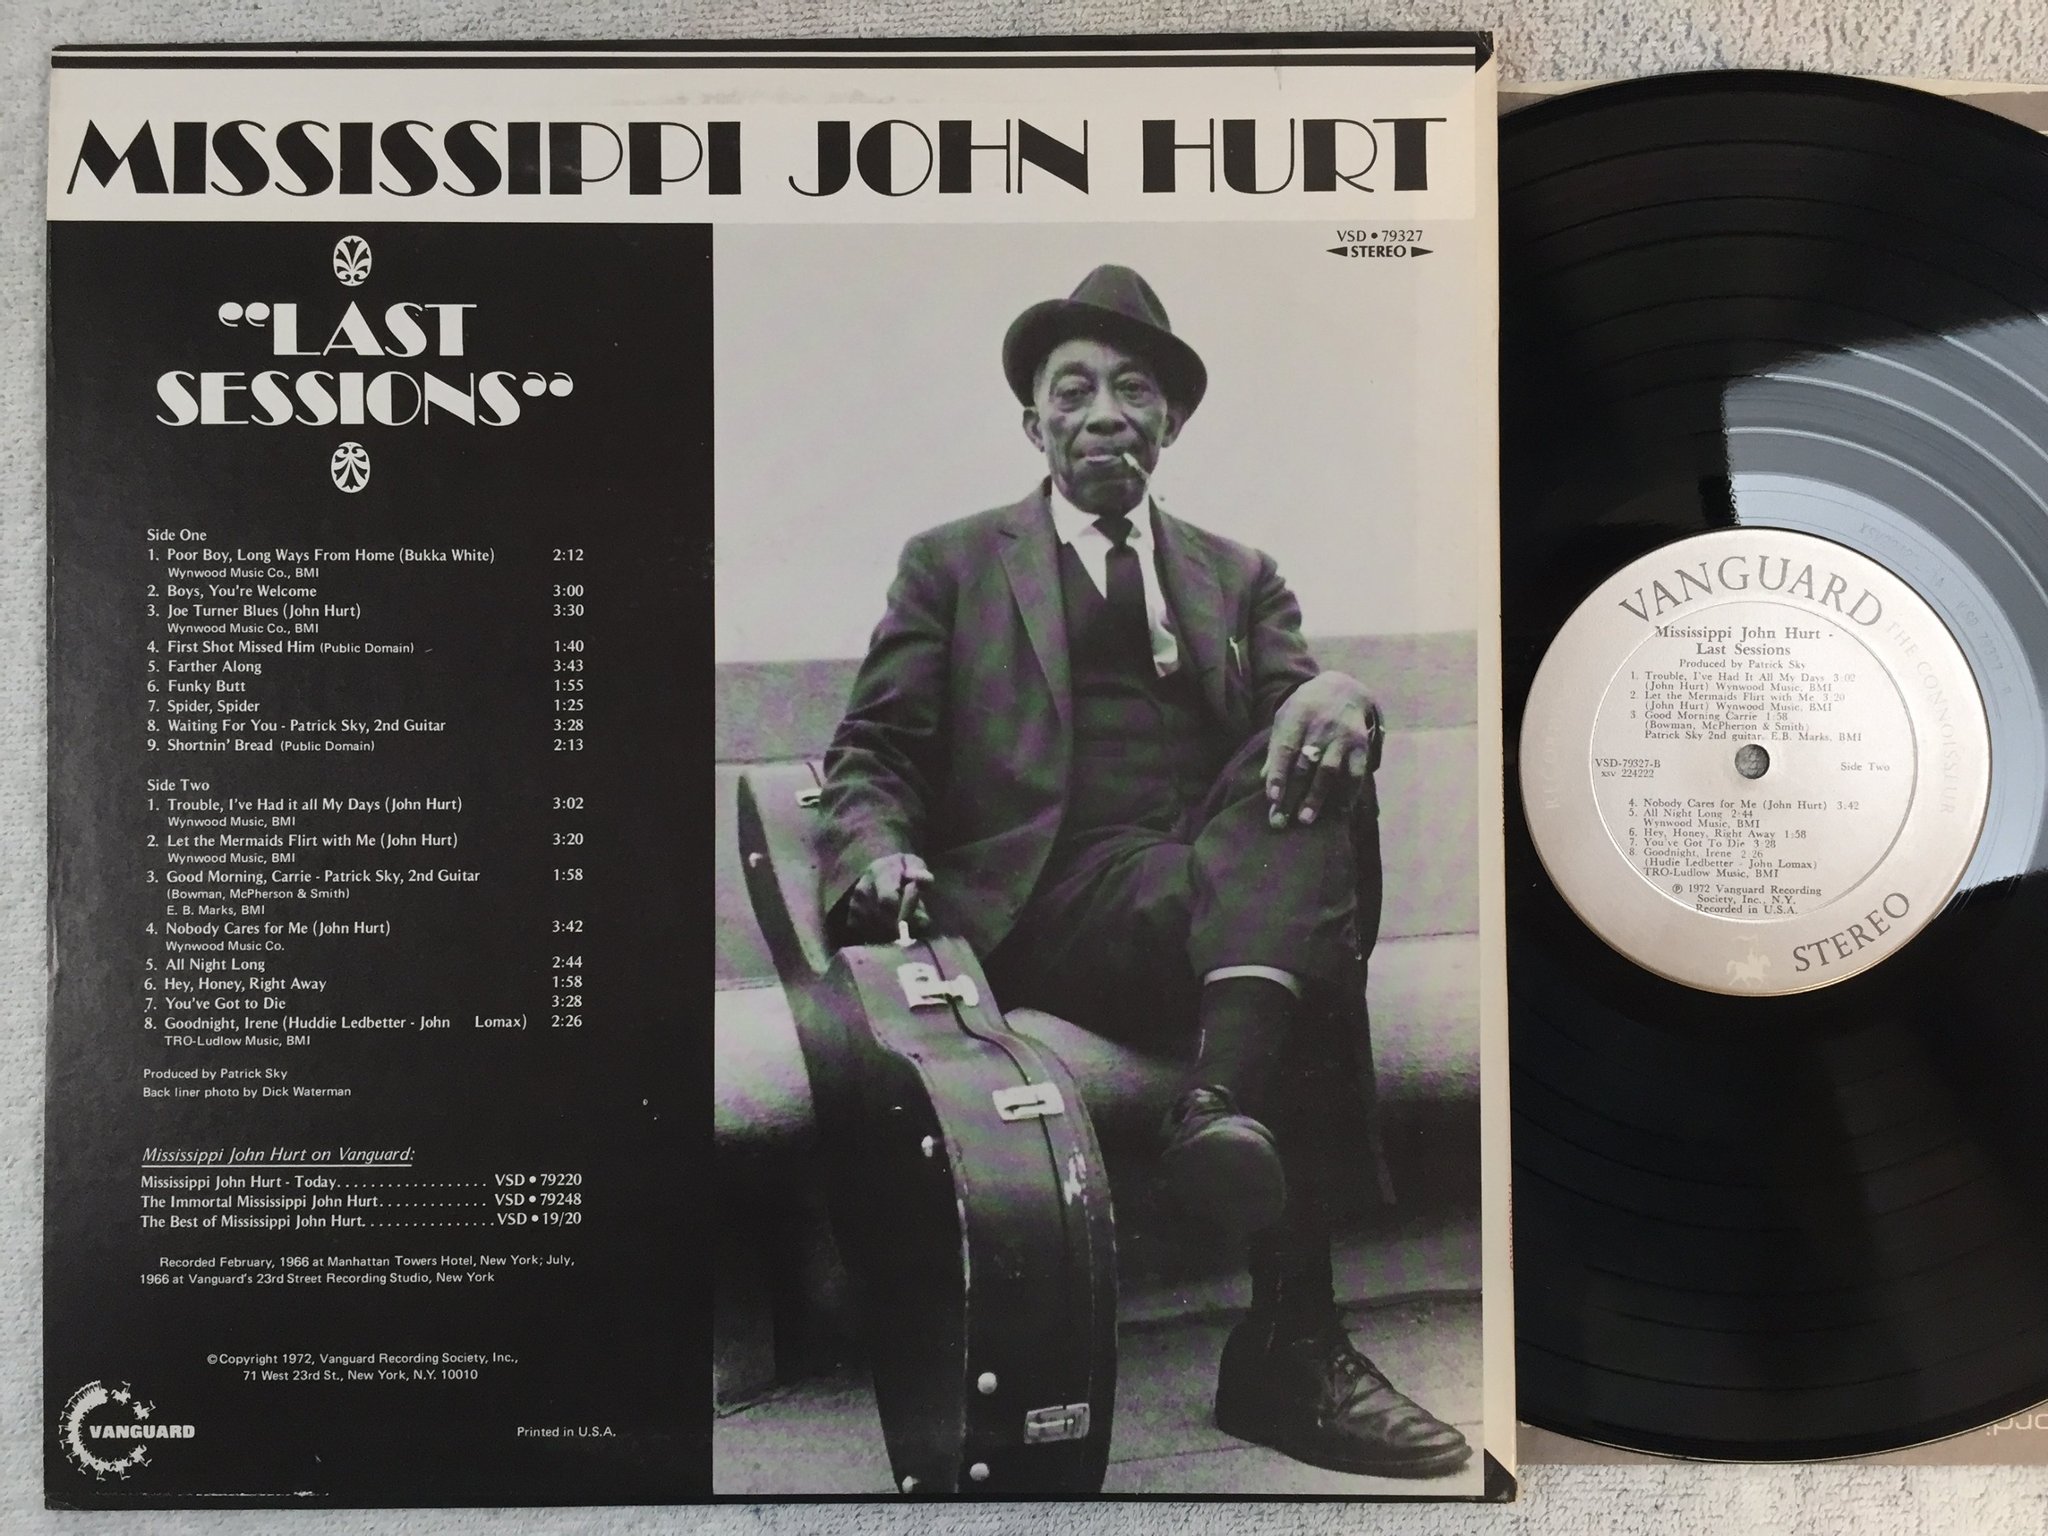 MISSISSIPPI JOHN HURT
"LAST
SESSIONS"
Side One
1. Poor Boy, Long Ways From Home (Bukka White) 2:12
Wynwood Music Co., BMI
2. Boys, You're Welcome 3:00
3. Joe Turner Blues (John Hurt) 3:30
Wynwood Music Co., BMI
4. First Shot Missed Him (Public Domain) 1:40
5. Farther Along 3:43
6. Funky Butt 1:55
7. Spider, Spider 1:25
8. Waiting For You - Patrick Sky, 2nd Guitar 3:28
9. Shortnin' Bread (Public Domain) 2:13
Side Two
1. Trouble, I've Had it all My Days (John Hurt) 3:02
Wynwood Music, BMI
2. Let the Mermaids Flirt with Me (John Hurt) 3:20
Wynwood Music, BMI
3. Good Morning, Carrie - Patrick Sky, 2nd Guitar 1:58
(Bowman, McPherson & Smith)
E. B. Marks, BMI
4. Nobody Cares for Me (John Hurt) 3:42
Wynwood Music Co.
5. All Night Long 2:44
6. Hey, Honey, Right Away 1:58
7. You've Got to Die 3:28
8. Goodnight, Irene (Huddie Ledbetter - John Lomax) 2:26
TRO-Ludlow Music, BMI
Produced by Patrick Sky
Back liner photo by Dick Waterman
Mississippi John Hurt on Vanguard:
Mississippi John Hurt - Today.................. VSD • 79220
The Immortal Mississippi John Hurt............. VSD • 79248
The Best of Mississippi John Hurt................ VSD • 19/20
Recorded February, 1966 at Manhattan Towers Hotel, New York; July,
1966 at Vanguard's 23rd Street Recording Studio, New York
© Copyright 1972, Vanguard Recording Society, Inc.,
71 West 23rd St., New York, N.Y. 10010
VANGUARD
Printed in U.S.A.
VSD • 79327
STEREO
VANGUARD
THE CONNOISSEUR
Mississippi John Hurt -
Last Sessions
Produced by Patrick Sky
1. Trouble, I've Had It All My Days 3:02
(John Hurt) Wynwood Music, BMI
2. Let the Mermaids Flirt with Me 3:20
(John Hurt) Wynwood Music, BMI
3 Good Morning Carrie 1:58
(Bowman, McPherson & Smith)
Patrick Sky 2nd guitar E.B. Marks, BMI
VSD-79327-B
xsv 224222
Side Two
4. Nobody Cares for Me (John Hurt) 3.42
5. All Night Long 2:44
Wynwood Music, BMI
6. Hey, Honey, Right Away 1:58
7. You've Got To Die 3:28
8. Goodnight, Irene 2 26
(Hudie Ledbetter - John Lomax)
TRO-Ludlow Music, BMI
℗ 1972 Vanguard Recording
Society, Inc., N.Y.
Recorded in U.S.A.
STEREO